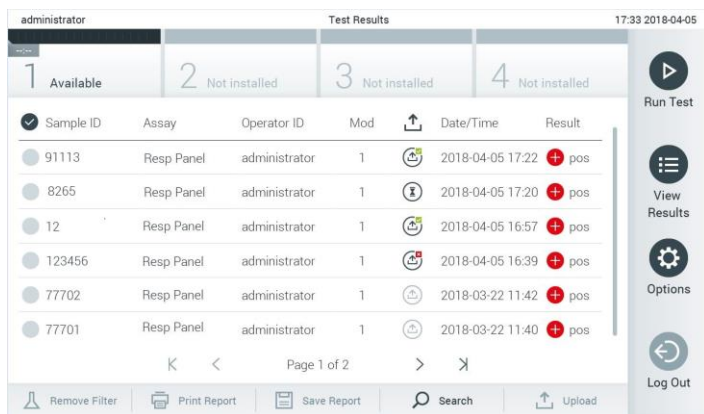 administrator Test Results 17:33 2018-04-05
--:--
1 Available 2 Not installed 3 Not installed 4 Not installed
Run Test
Sample ID Assay Operator ID Mod Date/Time Result
91113 Resp Panel administrator 1 2018-04-05 17:22 pos
8265 Resp Panel administrator 1 2018-04-05 17:20 pos
View
Results
12 Resp Panel administrator 1 2018-04-05 16:57 pos
123456 Resp Panel administrator 1 2018-04-05 16:39 pos
Options
77702 Resp Panel administrator 1 2018-03-22 11:42 pos
77701 Resp Panel administrator 1 2018-03-22 11:40 pos
Page 1 of 2
Log Out
Remove Filter Print Report Save Report Search Upload